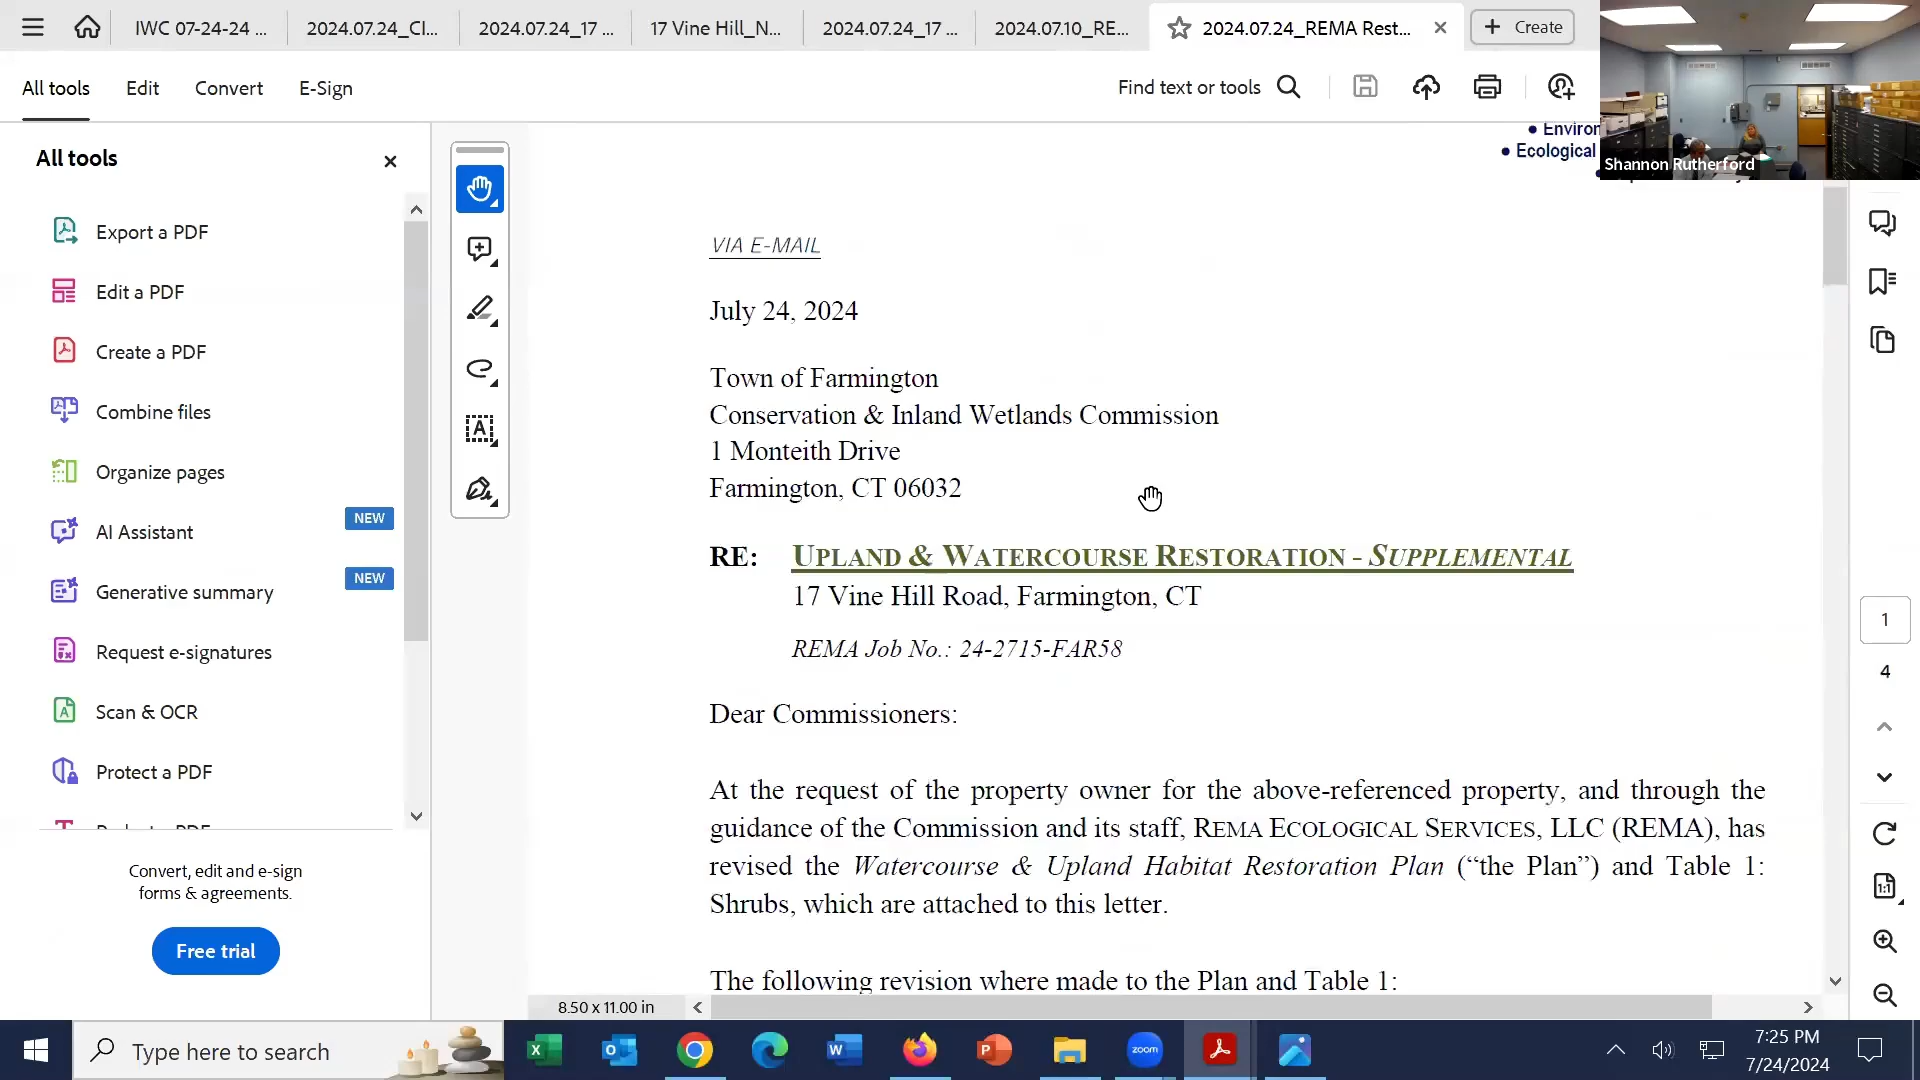 IWC 07-24-24 ...
2024.07.24_CI...
2024.07.24_17 ...
17 Vine Hill_N...
2024.07.24_17 ...
2024.07.10_RE...
2024.07.24_REMA Rest...
Create
All tools
Edit
Convert
E-Sign
Find text or tools
Shannon Rutherford
All tools
Export a PDF
Edit a PDF
Create a PDF
Combine files
Organize pages
AI Assistant
NEW
Generative summary
NEW
Request e-signatures
Scan & OCR
Protect a PDF
Convert, edit and e-sign
forms & agreements.
Free trial
• Environ
• Ecological
VIA E-MAIL
July 24, 2024
Town of Farmington
Conservation & Inland Wetlands Commission
1 Monteith Drive
Farmington, CT 06032
RE: UPLAND & WATERCOURSE RESTORATION - SUPPLEMENTAL
17 Vine Hill Road, Farmington, CT
REMA Job No.: 24-2715-FAR58
Dear Commissioners:
At the request of the property owner for the above-referenced property, and through the
guidance of the Commission and its staff, REMA ECOLOGICAL SERVICES, LLC (REMA), has
revised the Watercourse & Upland Habitat Restoration Plan (“the Plan”) and Table 1:
Shrubs, which are attached to this letter.
The following revision where made to the Plan and Table 1:
8.50 x 11.00 in
1
4
Type here to search
zoom
7:25 PM
7/24/2024